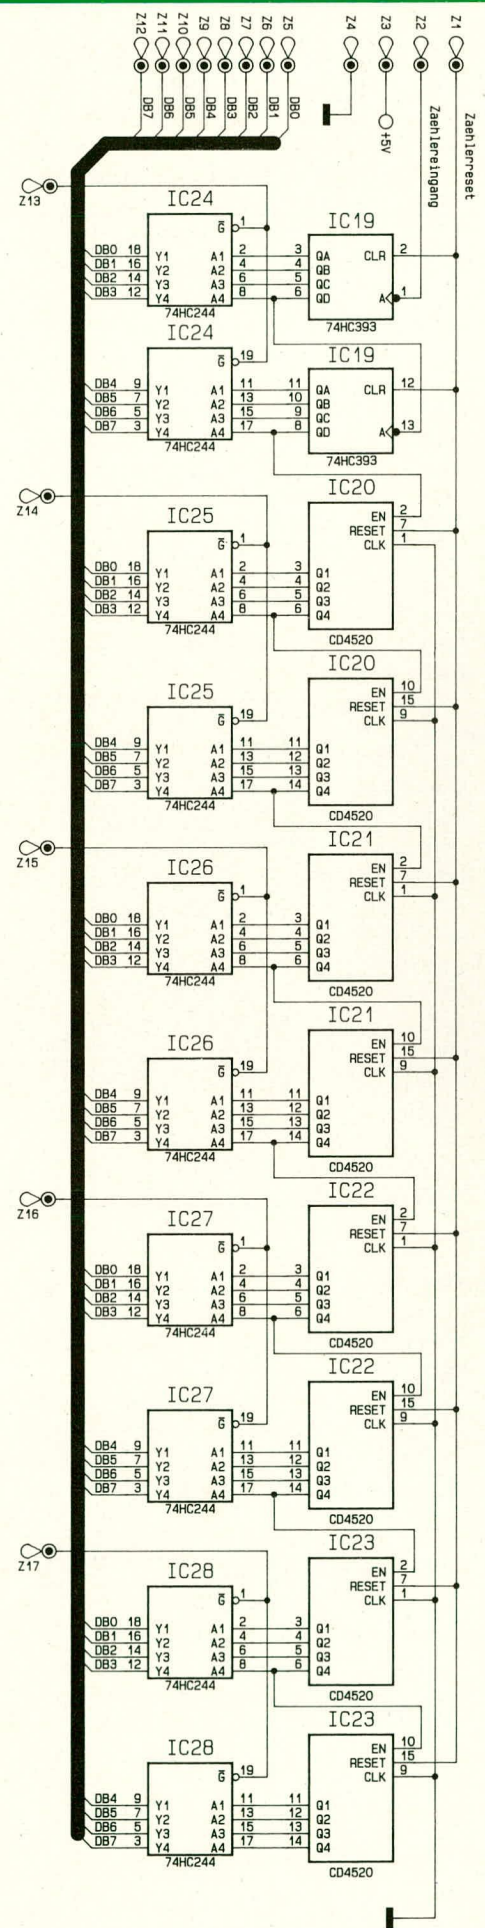 Z12 Z11 Z10 Z9 Z8 Z7 Z6 Z5 Z4 Z3 Z2 Z1
DB7 DB6 DB5 DB4 DB3 DB2 DB1 DB0 +5V Zaehlereingang Zaehlerreset
Z13
IC24 IC19
G 1
DB0 18 Y1 A1 2 3 QA CLR 2
DB1 16 Y2 A2 4 4 QB
DB2 14 Y3 A3 6 5 QC
DB3 12 Y4 A4 8 6 QD A 1
74HC244 74HC393
IC24 IC19
G 19
DB4 9 Y1 A1 11 11 QA CLR 12
DB5 7 Y2 A2 13 10 QB
DB6 5 Y3 A3 15 9 QC
DB7 3 Y4 A4 17 8 QD A 13
74HC244 74HC393
Z14
IC25 IC20
EN 2
RESET 7
G 1 CLK 1
DB0 18 Y1 A1 2 3 Q1
DB1 16 Y2 A2 4 4 Q2
DB2 14 Y3 A3 6 5 Q3
DB3 12 Y4 A4 8 6 Q4
74HC244 CD4520
IC25 IC20
EN 10
RESET 15
G 19 CLK 9
DB4 9 Y1 A1 11 11 Q1
DB5 7 Y2 A2 13 12 Q2
DB6 5 Y3 A3 15 13 Q3
DB7 3 Y4 A4 17 14 Q4
74HC244 CD4520
Z15
IC26 IC21
EN 2
RESET 7
G 1 CLK 1
DB0 18 Y1 A1 2 3 Q1
DB1 16 Y2 A2 4 4 Q2
DB2 14 Y3 A3 6 5 Q3
DB3 12 Y4 A4 8 6 Q4
74HC244 CD4520
IC26 IC21
EN 10
RESET 15
G 19 CLK 9
DB4 9 Y1 A1 11 11 Q1
DB5 7 Y2 A2 13 12 Q2
DB6 5 Y3 A3 15 13 Q3
DB7 3 Y4 A4 17 14 Q4
74HC244 CD4520
Z16
IC27 IC22
EN 2
RESET 7
G 1 CLK 1
DB0 18 Y1 A1 2 3 Q1
DB1 16 Y2 A2 4 4 Q2
DB2 14 Y3 A3 6 5 Q3
DB3 12 Y4 A4 8 6 Q4
74HC244 CD4520
IC27 IC22
EN 10
RESET 15
G 19 CLK 9
DB4 9 Y1 A1 11 11 Q1
DB5 7 Y2 A2 13 12 Q2
DB6 5 Y3 A3 15 13 Q3
DB7 3 Y4 A4 17 14 Q4
74HC244 CD4520
Z17
IC28 IC23
EN 2
RESET 7
G 1 CLK 1
DB0 18 Y1 A1 2 3 Q1
DB1 16 Y2 A2 4 4 Q2
DB2 14 Y3 A3 6 5 Q3
DB3 12 Y4 A4 8 6 Q4
74HC244 CD4520
IC28 IC23
EN 10
RESET 15
G 19 CLK 9
DB4 9 Y1 A1 11 11 Q1
DB5 7 Y2 A2 13 12 Q2
DB6 5 Y3 A3 15 13 Q3
DB7 3 Y4 A4 17 14 Q4
74HC244 CD4520